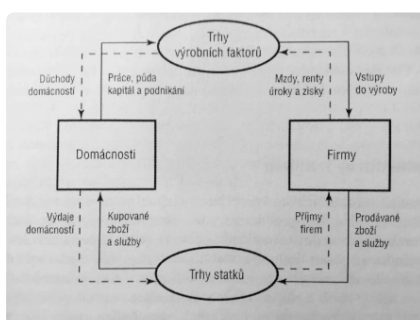 Trhy
výrobních faktorů
Důchody
domácností
Práce, půda
kapitál a podnikání
Mzdy, renty
úroky a zisky
Vstupy
do výroby
Domácnosti
Firmy
Výdaje
domácností
Kupované
zboží
a služby
Příjmy
firem
Prodávané
zboží
a služby
Trhy statků